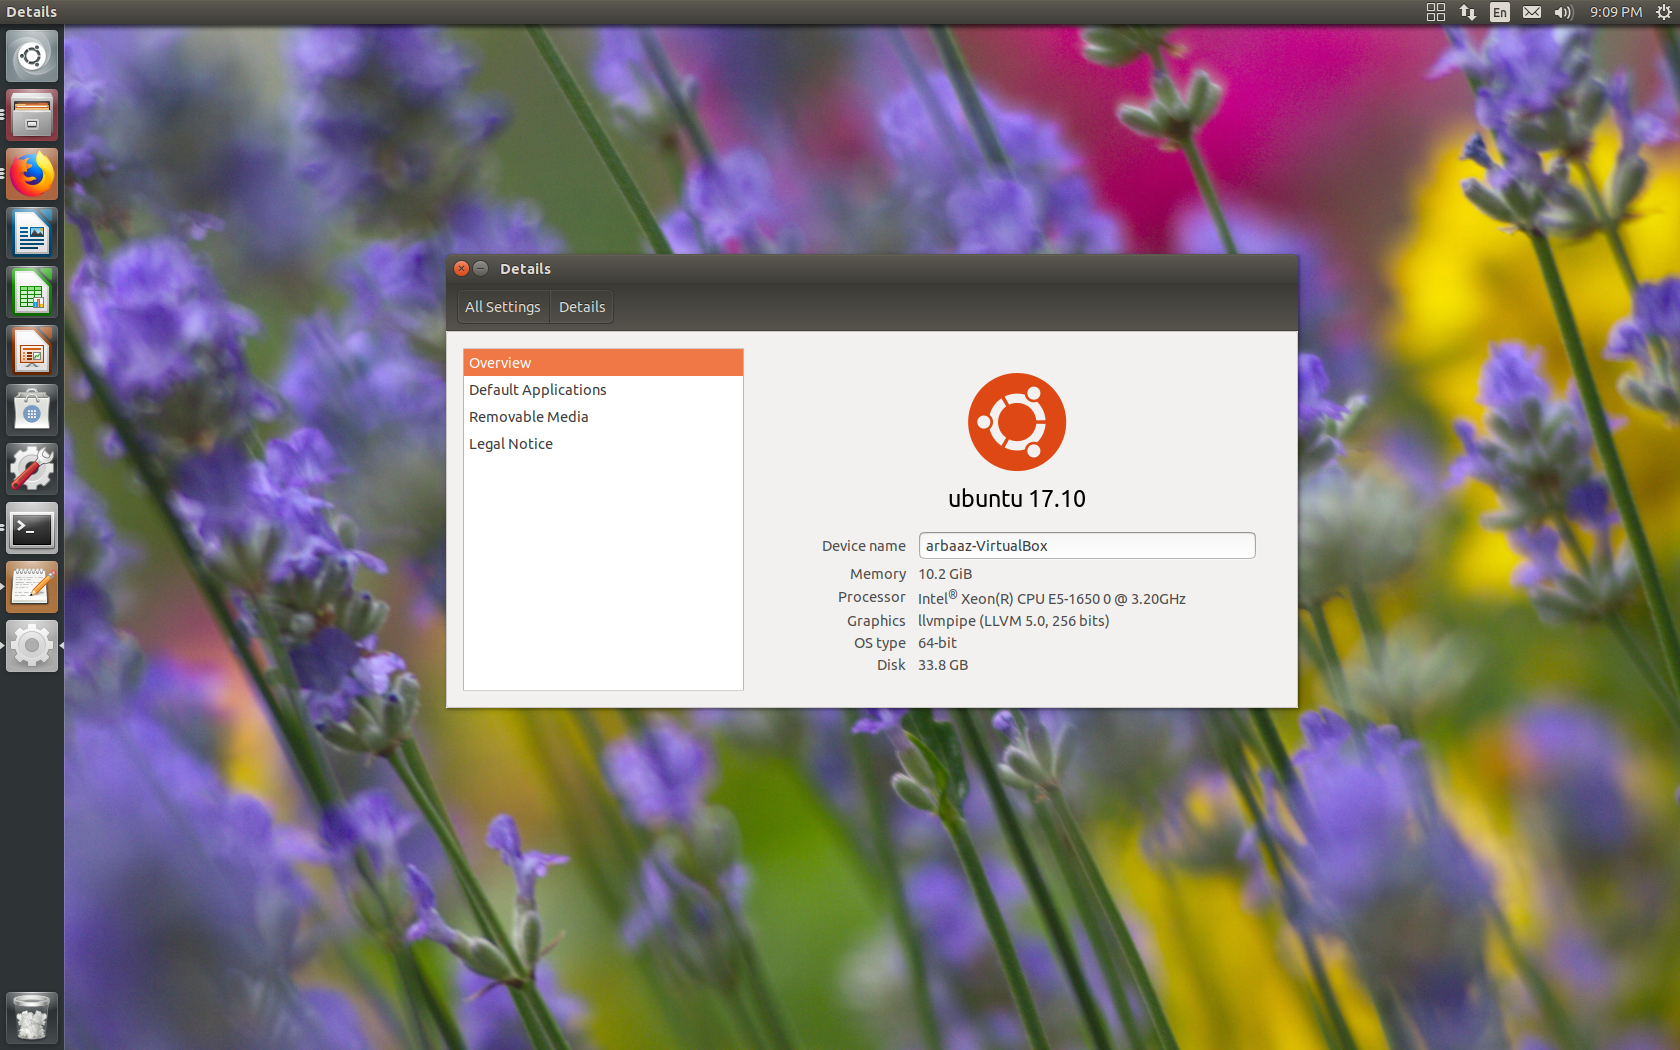 Details
En
9:09 PM
Details
All Settings
Details
Overview
Default Applications
Removable Media
Legal Notice
ubuntu 17.10
Device name arbaaz-VirtualBox
Memory 10.2 GiB
Processor Intel® Xeon(R) CPU E5-1650 0 @ 3.20GHz
Graphics llvmpipe (LLVM 5.0, 256 bits)
OS type 64-bit
Disk 33.8 GB